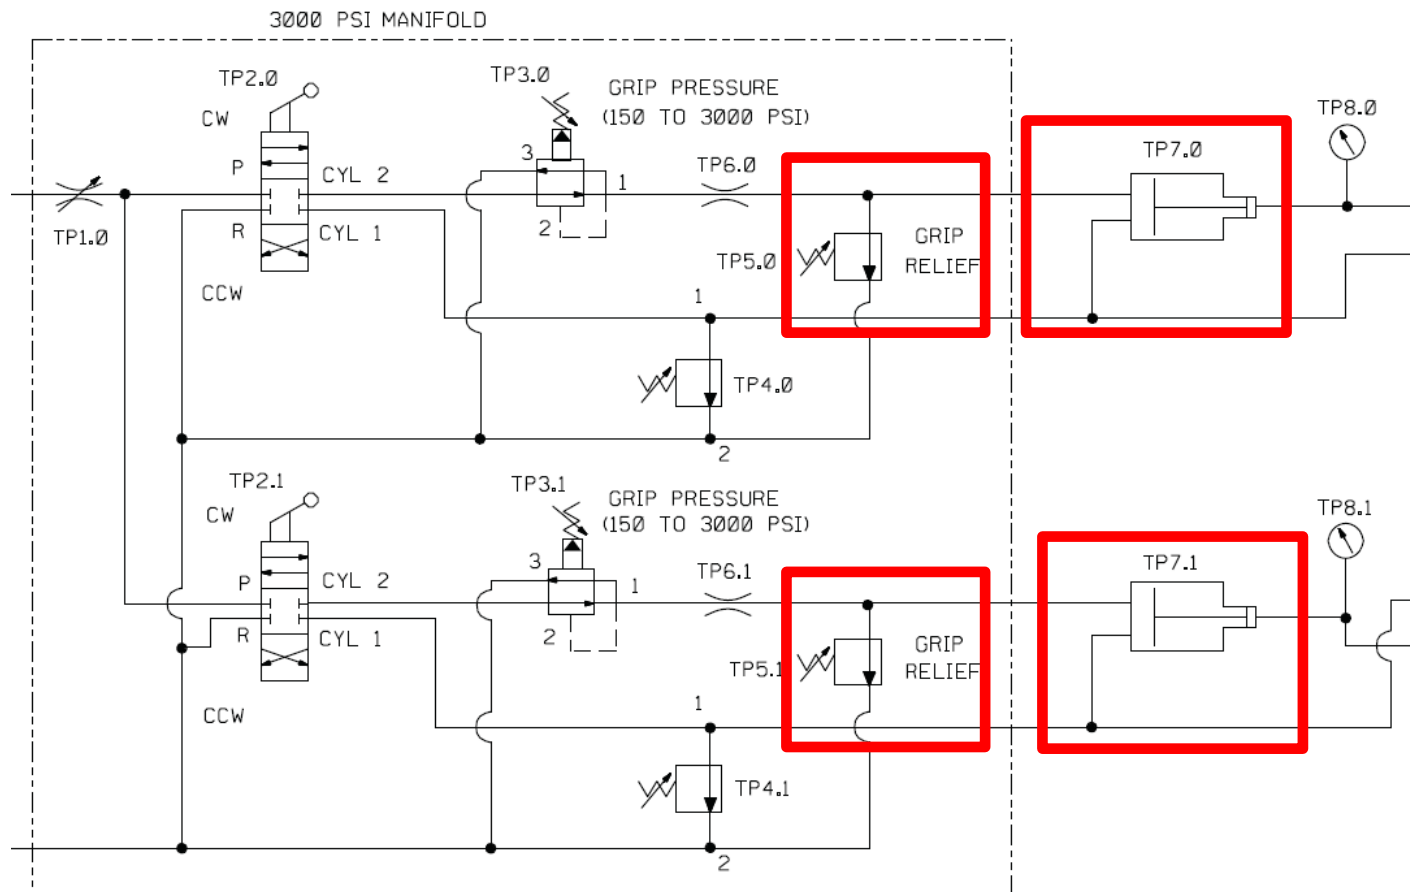 3000 PSI MANIFOLD
TP2.0
CW
P
CYL 2
R
CYL 1
CCW
TP1.0
TP3.0
GRIP PRESSURE
(150 TO 3000 PSI)
3
1
2
TP6.0
TP5.0
GRIP
RELIEF
TP7.0
TP8.0
1
TP4.0
2
TP2.1
CW
P
CYL 2
R
CYL 1
CCW
TP3.1
GRIP PRESSURE
(150 TO 3000 PSI)
3
1
2
TP6.1
TP5.1
GRIP
RELIEF
TP7.1
TP8.1
1
TP4.1
2